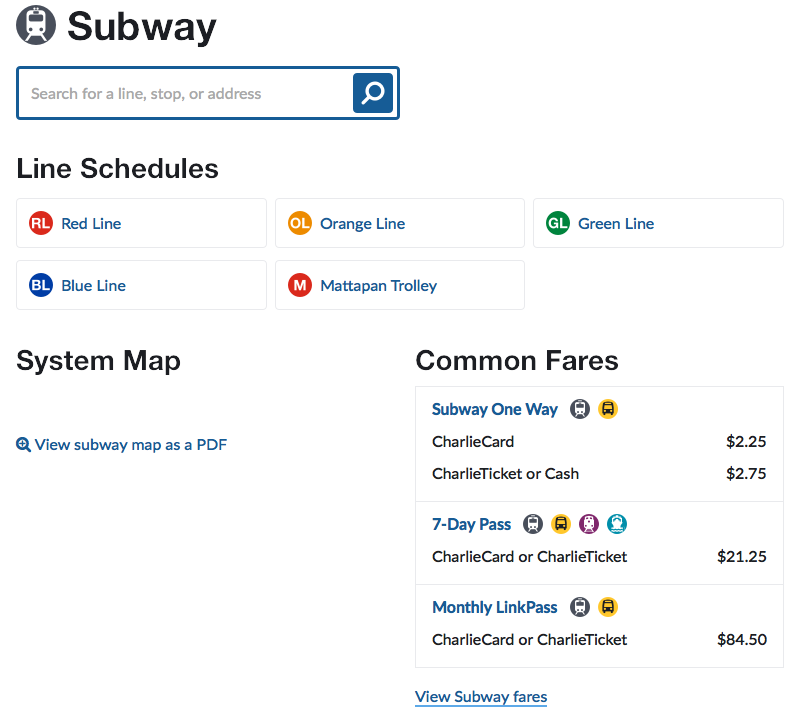 Subway
Search for a line, stop, or address
Line Schedules
RL Red Line
OL Orange Line
GL Green Line
BL Blue Line
M Mattapan Trolley
System Map
View subway map as a PDF
Common Fares
Subway One Way
CharlieCard $2.25
CharlieTicket or Cash $2.75
7-Day Pass
CharlieCard or CharlieTicket $21.25
Monthly LinkPass
CharlieCard or CharlieTicket $84.50
View Subway fares